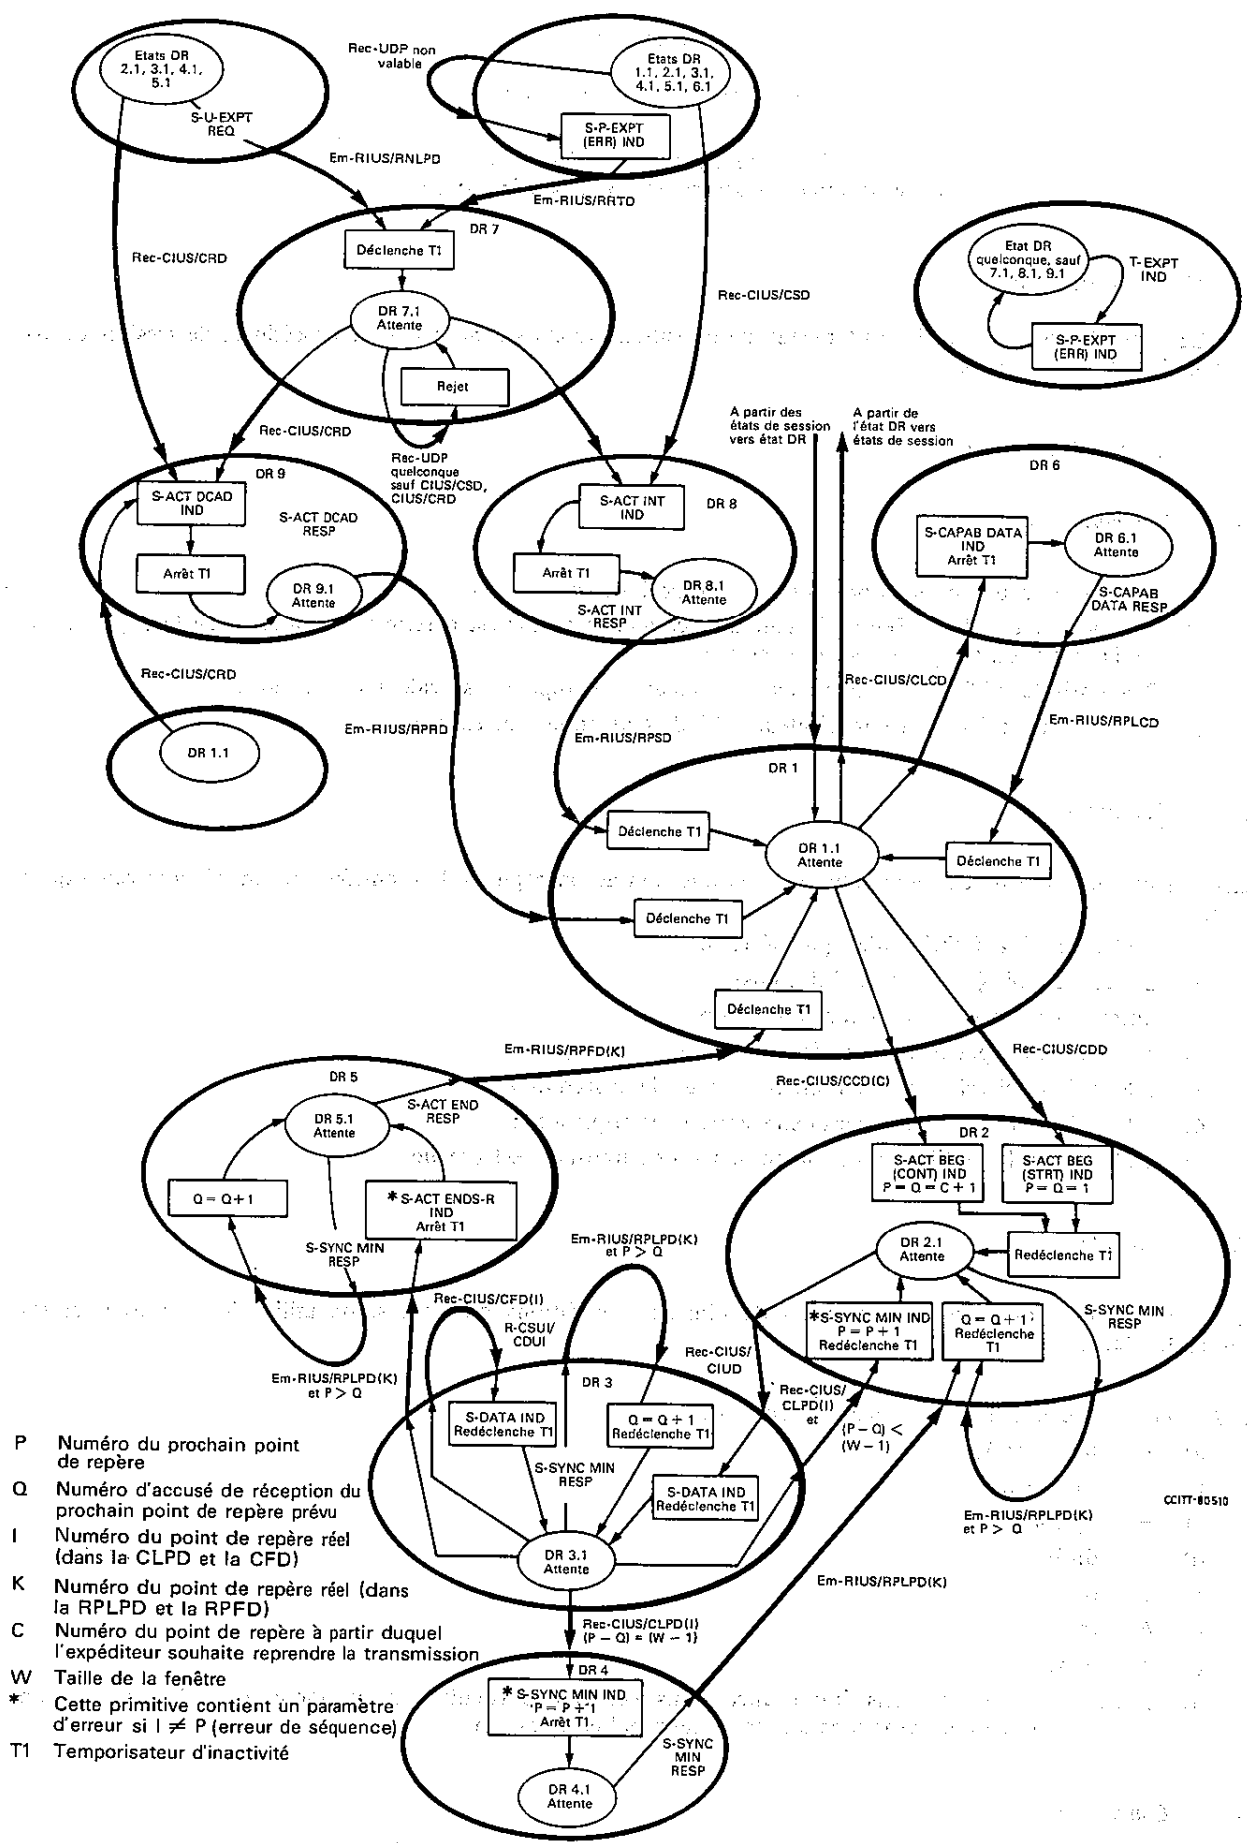 Etats DR
2.1, 3.1, 4.1,
5.1
S-U-EXPT
REQ
Rec-UDP non
valable
Etats DR
1.1, 2.1, 3.1,
4.1, 5.1, 6.1
S-P-EXPT
(ERR) IND
Em-RIUS/RNLPD
Em-RIUS/RRTD
Rec-CIUS/CRD
DR 7
Déclenche T1
DR 7.1
Attente
Rejet
Rec-CIUS/CSD
Etat DR
quelconque, sauf
7.1, 8.1, 9.1
T-EXPT
IND
S-P-EXPT
(ERR) IND
Rec-CIUS/CRD
Rec-UDP
quelconque
sauf CIUS/CSD,
CIUS/CRD
A partir des
états de session
vers état DR
A partir de
l'état DR vers
états de session
DR 9
S-ACT DCAD
IND
S-ACT DCAD
RESP
Arrêt T1
DR 9.1
Attente
DR 8
S-ACT INT
IND
Arrêt T1
DR 8.1
Attente
S-ACT INT
RESP
DR 6
S-CAPAB DATA
IND
Arrêt T1
DR 6.1
Attente
S-CAPAB
DATA RESP
Rec-CIUS/CRD
DR 1.1
Em-RIUS/RPRD
Em-RIUS/RPSD
Rec-CIUS/CLCD
Em-RIUS/RPLCD
DR 1
Déclenche T1
DR 1.1
Attente
Déclenche T1
Déclenche T1
Déclenche T1
Em-RIUS/RPFD(K)
Rec-CIUS/CCD(C)
Rec-CIUS/CDD
DR 5
DR 5.1
Attente
S-ACT END
RESP
Q = Q + 1
* S-ACT ENDS-R
IND
Arrêt T1
S-SYNC MIN
RESP
Em-RIUS/RPLPD(K)
et P > Q
DR 2
S-ACT BEG
(CONT) IND
P = Q = C + 1
S-ACT BEG
(STRT) IND
P = Q = 1
DR 2.1
Attente
Redéclenche T1
*S-SYNC MIN IND
P = P + 1
Redéclenche T1
Q = Q + 1
Redéclenche
T1
S-SYNC MIN
RESP
Em-RIUS/RPLPD(K)
et P > Q
Rec-CIUS/CFD(I)
R-CSUI/
CDUI
Em-RIUS/RPLPD(K)
et P > Q
Rec-CIUS/
CIUD
Rec-CIUS/
CLPD(I)
et
(P – Q) <
(W – 1)
DR 3
S-DATA IND
Redéclenche T1
Q = Q + 1
Redéclenche T1
S-SYNC MIN
RESP
S-DATA IND
Redéclenche T1
DR 3.1
Attente
Rec-CIUS/CLPD(I)
(P – Q) = (W – 1)
Em-RIUS/RPLPD(K)
DR 4
* S-SYNC MIN IND
P = P + 1
Arrêt T1
DR 4.1
Attente
S-SYNC
MIN
RESP
CCITT-80510
P Numéro du prochain point
de repère
Q Numéro d'accusé de réception du
prochain point de repère prévu
I Numéro du point de repère réel
(dans la CLPD et la CFD)
K Numéro du point de repère réel (dans
la RPLPD et la RPFD)
C Numéro du point de repère à partir duquel
l'expéditeur souhaite reprendre la transmission
W Taille de la fenêtre
* Cette primitive contient un paramètre
d'erreur si I ≠ P (erreur de séquence)
T1 Temporisateur d'inactivité